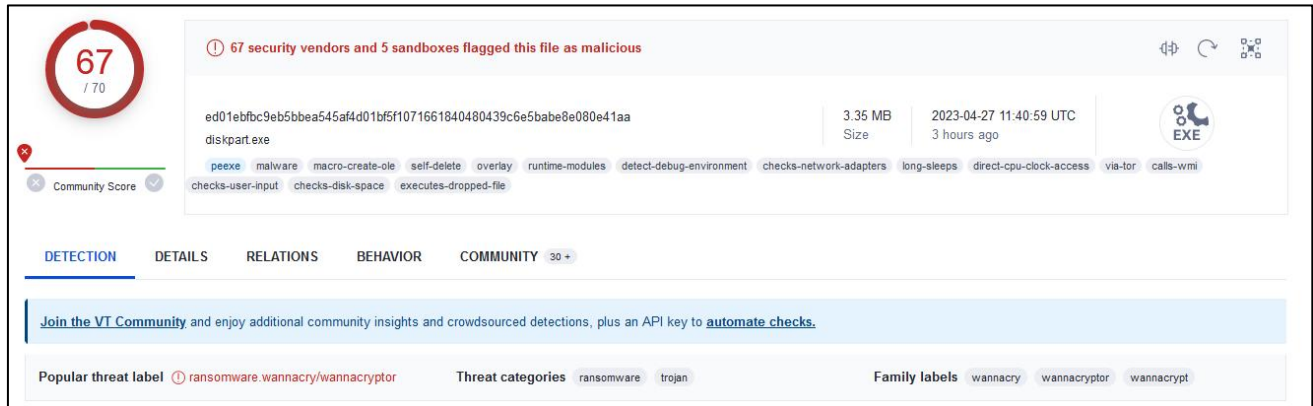 67
/ 70
67 security vendors and 5 sandboxes flagged this file as malicious
ed01ebfbc9eb5bbea545af4d01bf5f1071661840480439c6e5babe8e080e41aa
diskpart.exe
3.35 MB
Size
2023-04-27 11:40:59 UTC
3 hours ago
EXE
peexe malware macro-create-ole self-delete overlay runtime-modules detect-debug-environment checks-network-adapters long-sleeps direct-cpu-clock-access via-tor calls-wmi
checks-user-input checks-disk-space executes-dropped-file
Community Score
DETECTION DETAILS RELATIONS BEHAVIOR COMMUNITY 30 +
Join the VT Community and enjoy additional community insights and crowdsourced detections, plus an API key to automate checks.
Popular threat label ransomware.wannacry/wannacryptor Threat categories ransomware trojan Family labels wannacry wannacryptor wannacrypt